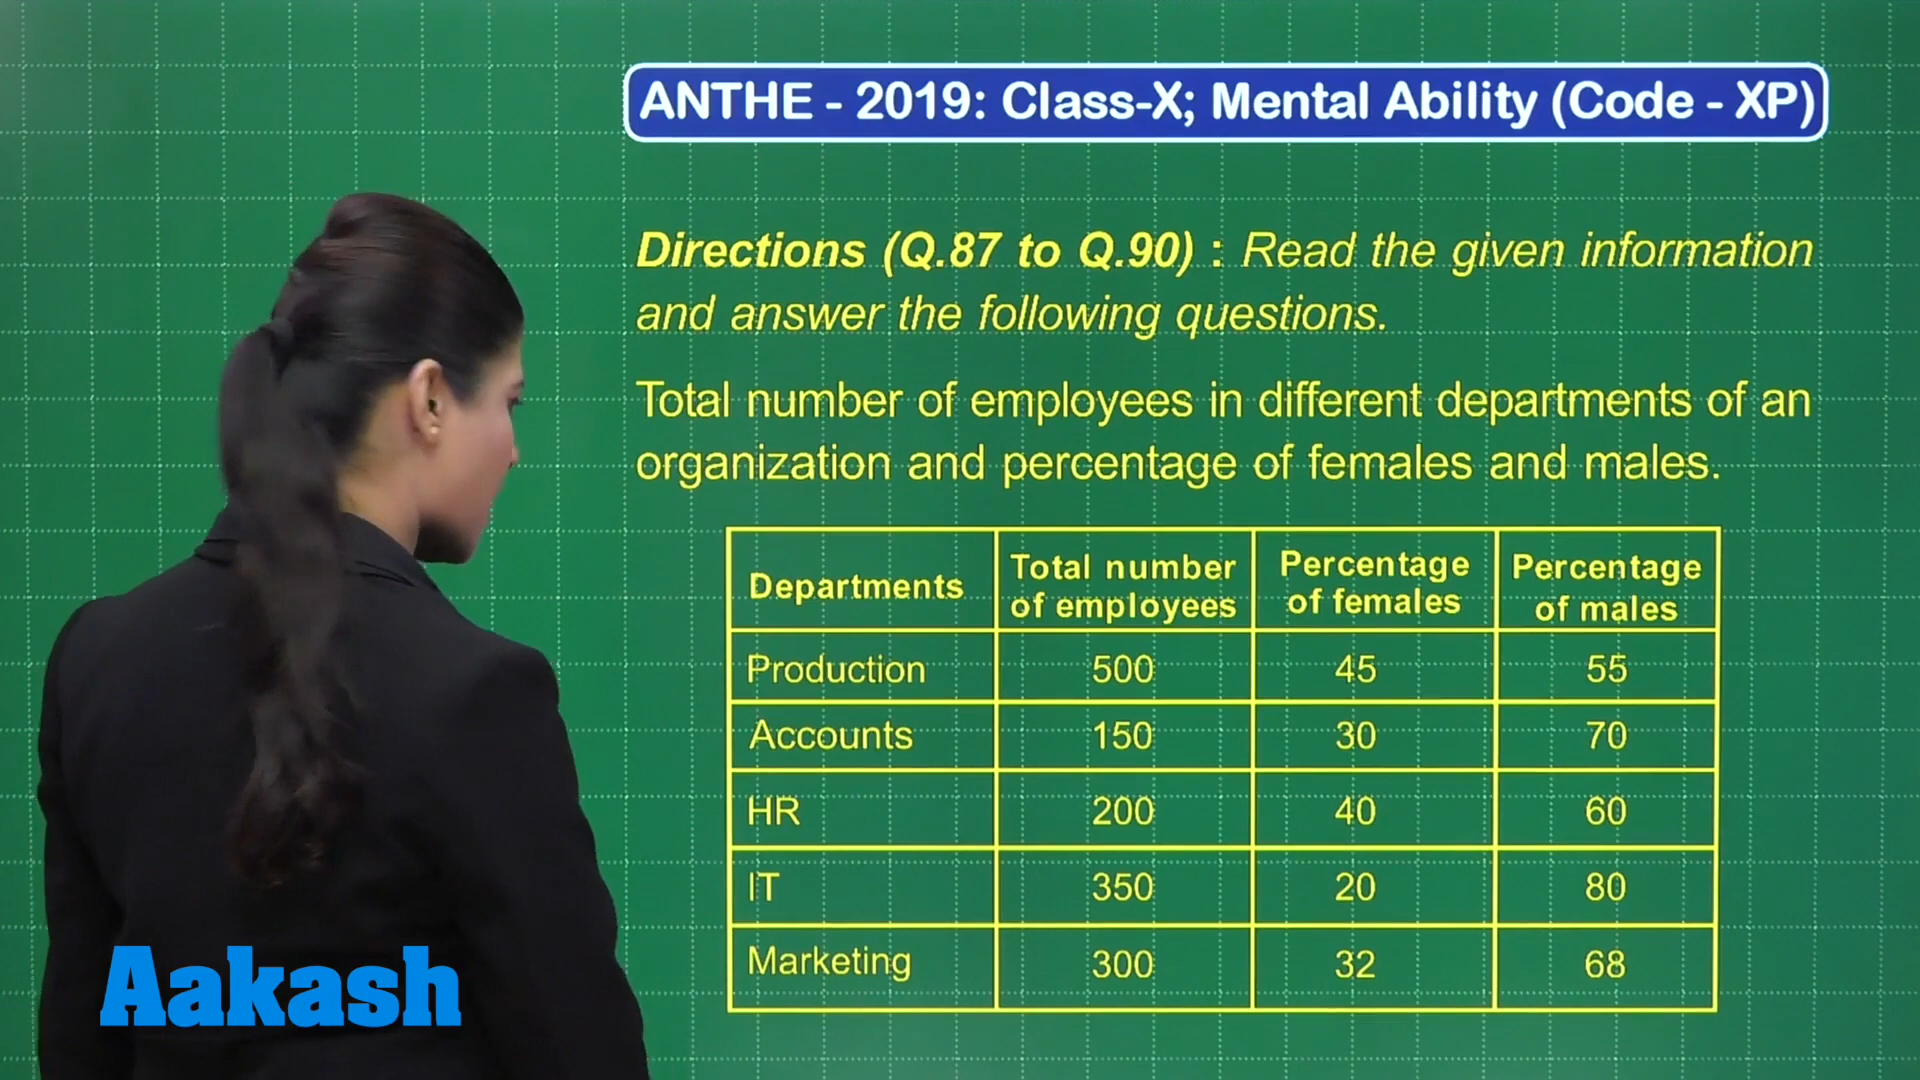 ANTHE - 2019: Class-X; Mental Ability (Code - XP)
Directions (Q.87 to Q.90) : Read the given information
and answer the following questions.
Total number of employees in different departments of an
organization and percentage of females and males.
Departments Total number of employees Percentage of females Percentage of males
Production 500 45 55
Accounts 150 30 70
HR 200 40 60
IT 350 20 80
Marketing 300 32 68
Aakash